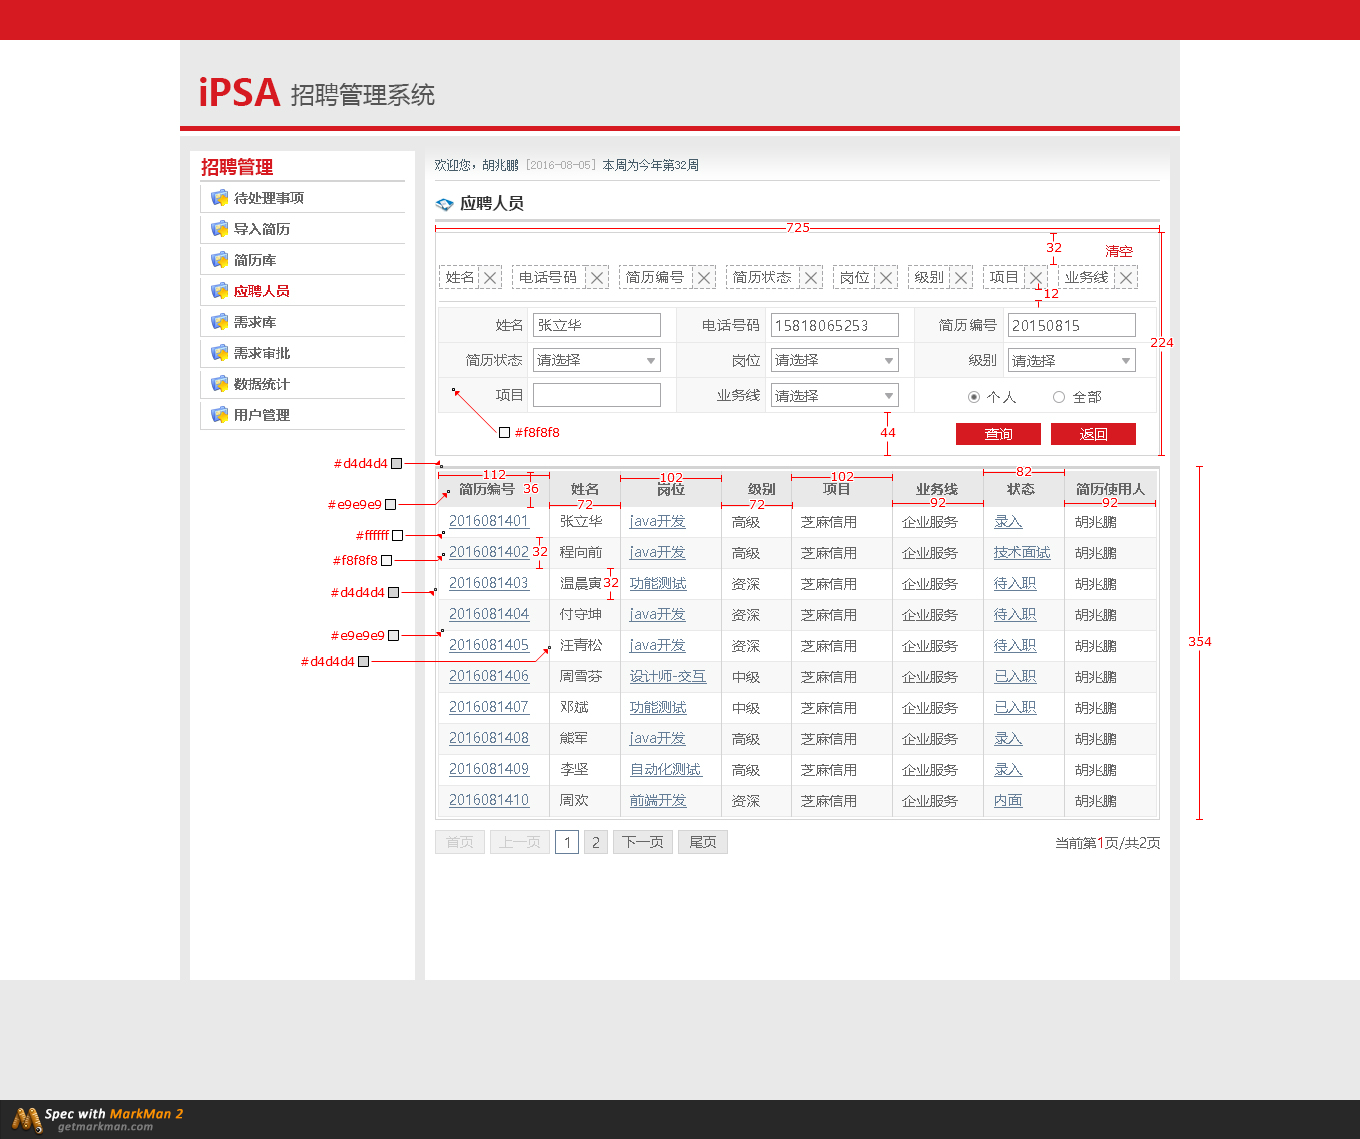 iPSA 招聘管理系统
招聘管理
待处理事项
导入简历
简历库
应聘人员
需求库
需求审批
数据统计
用户管理
欢迎您，胡兆鹏 [2016-08-05] 本周为今年第32周
应聘人员
725
32 清空
姓名 电话号码 简历编号 简历状态 岗位 级别 项目 业务线
12
姓名 张立华 电话号码 15818065253 简历编号 20150815
224
简历状态 请选择 岗位 请选择 级别 请选择
项目 业务线 请选择 个人 全部
#f8f8f8 44 查询 返回
#d4d4d4
112 102 102 82
简历编号 36 姓名 岗位 级别 项目 业务线 状态 简历使用人
#e9e9e9 72 72 92 92
2016081401 张立华 java开发 高级 芝麻信用 企业服务 录入 胡兆鹏
#ffffff
2016081402 32 程向前 java开发 高级 芝麻信用 企业服务 技术面试 胡兆鹏
#f8f8f8
2016081403 温晨寅 32 功能测试 资深 芝麻信用 企业服务 待入职 胡兆鹏
#d4d4d4
2016081404 付守坤 java开发 资深 芝麻信用 企业服务 待入职 胡兆鹏
#e9e9e9
2016081405 汪青松 java开发 资深 芝麻信用 企业服务 待入职 胡兆鹏
354
#d4d4d4
2016081406 周雪芬 设计师-交互 中级 芝麻信用 企业服务 已入职 胡兆鹏
2016081407 邓斌 功能测试 中级 芝麻信用 企业服务 已入职 胡兆鹏
2016081408 熊军 java开发 高级 芝麻信用 企业服务 录入 胡兆鹏
2016081409 李坚 自动化测试 高级 芝麻信用 企业服务 录入 胡兆鹏
2016081410 周欢 前端开发 资深 芝麻信用 企业服务 内面 胡兆鹏
首页 上一页 1 2 下一页 尾页 当前第1页/共2页
Spec with MarkMan 2
getmarkman.com